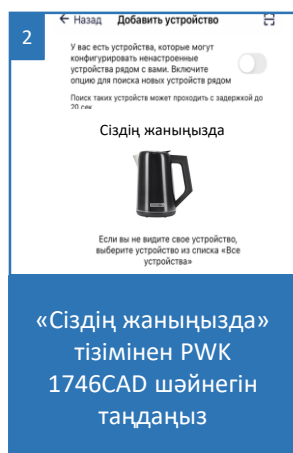 2
← Назад Добавить устройство
У вас есть устройства, которые могут
конфигурировать ненастроенные
устройства рядом с вами. Включите
опцию для поиска новых устройств рядом
Поиск таких устройств может проходить с задержкой до
20 сек
Сіздің жаныңызда
Если вы не видите свое устройство,
выберите устройство из списка «Все
устройства»
«Сіздің жаныңызда»
тізімінен PWK
1746CAD шәйнегін
таңдаңыз